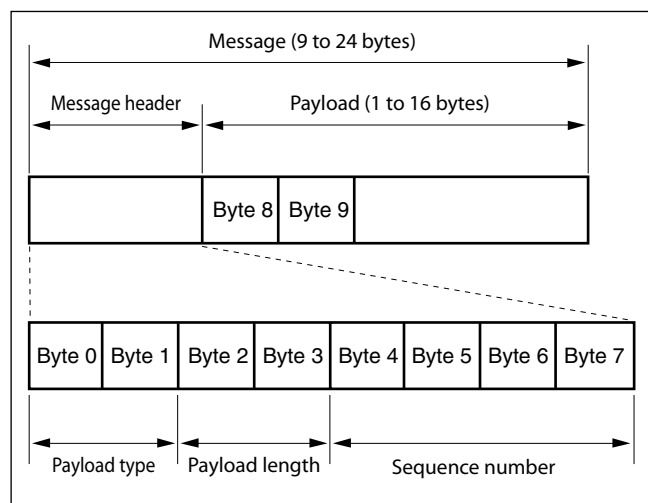 Message (9 to 24 bytes)
Message header
Payload (1 to 16 bytes)
Byte 8
Byte 9
Byte 0
Byte 1
Byte 2
Byte 3
Byte 4
Byte 5
Byte 6
Byte 7
Payload type
Payload length
Sequence number